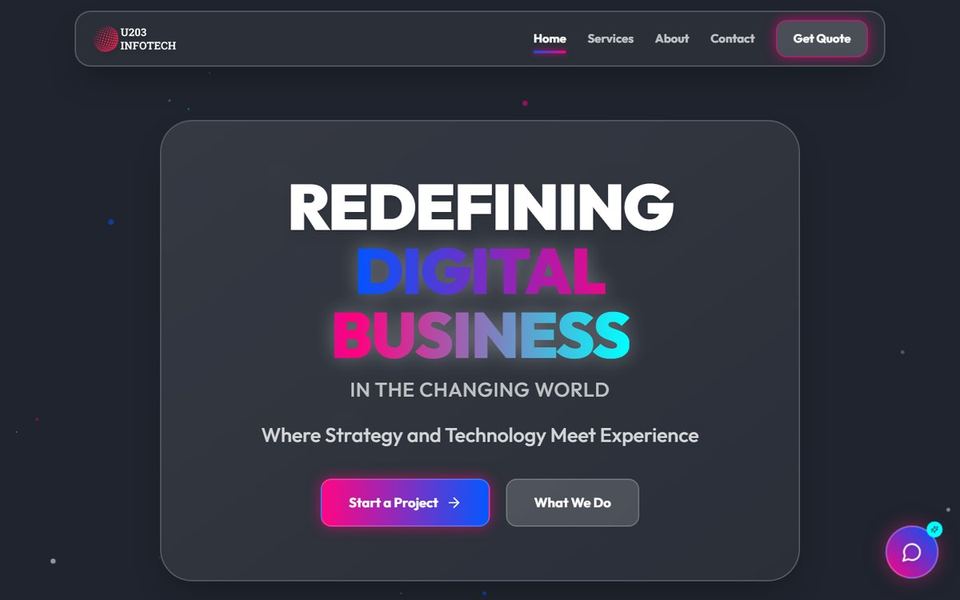 U203
INFOTECH
Home
Services
About
Contact
Get Quote
REDEFINING
DIGITAL
BUSINESS
IN THE CHANGING WORLD
Where Strategy and Technology Meet Experience
Start a Project
What We Do